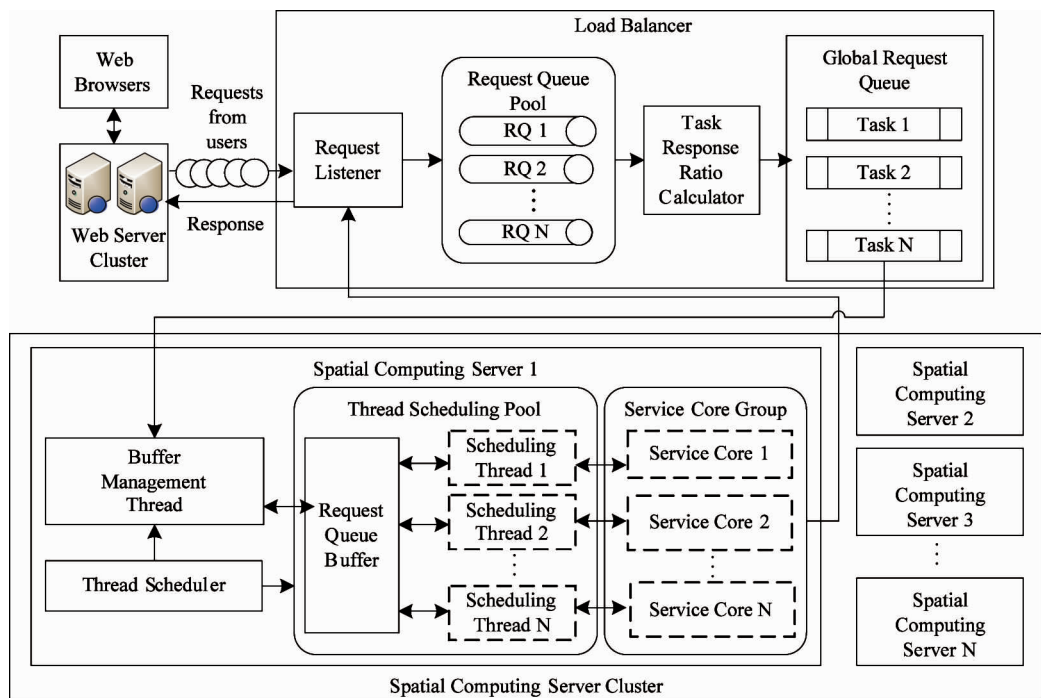 Load Balancer
Web
Browsers
Requests
from
users
Web Server
Cluster
Response
Request
Listener
Request Queue
Pool
RQ 1
RQ 2
RQ N
Task
Response
Ratio
Calculator
Global Request
Queue
Task 1
Task 2
Task N
Spatial Computing Server 1
Buffer
Management
Thread
Thread Scheduler
Thread Scheduling Pool
Request
Queue
Buffer
Scheduling
Thread 1
Scheduling
Thread 2
Scheduling
Thread N
Service Core Group
Service Core 1
Service Core 2
Service Core N
Spatial
Computing
Server 2
Spatial
Computing
Server 3
Spatial
Computing
Server N
Spatial Computing Server Cluster